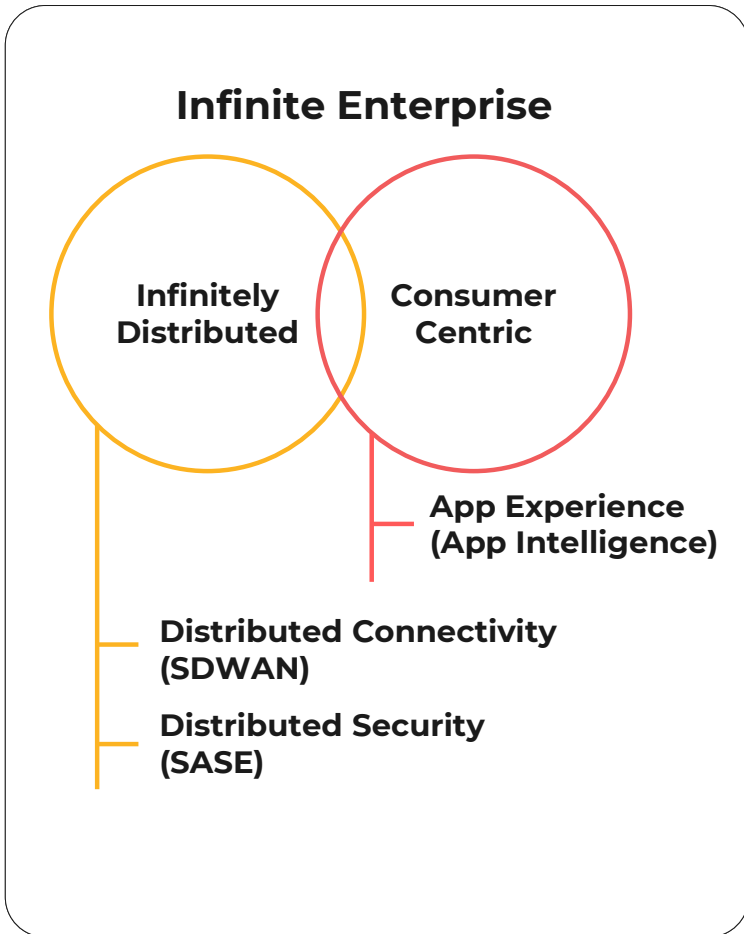 Infinite Enterprise
Infinitely
Distributed
Consumer
Centric
App Experience
(App Intelligence)
Distributed Connectivity
(SDWAN)
Distributed Security
(SASE)